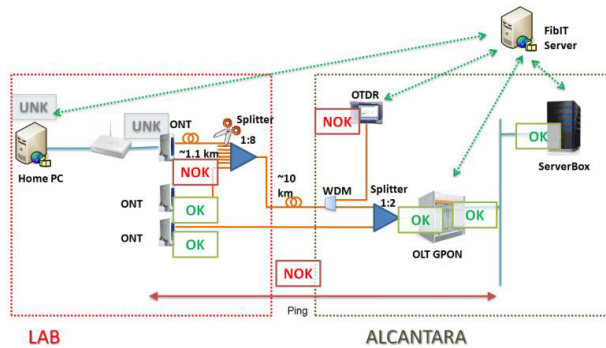 FibIT
Server
OTDR
UNK
UNK
ONT
Splitter
1:8
NOK
OK
ServerBox
Home PC
~1.1 km
NOK
~10
km
WDM
Splitter
1:2
ONT
OK
OK
OK
ONT
OK
OLT GPON
NOK
Ping
LAB
ALCANTARA